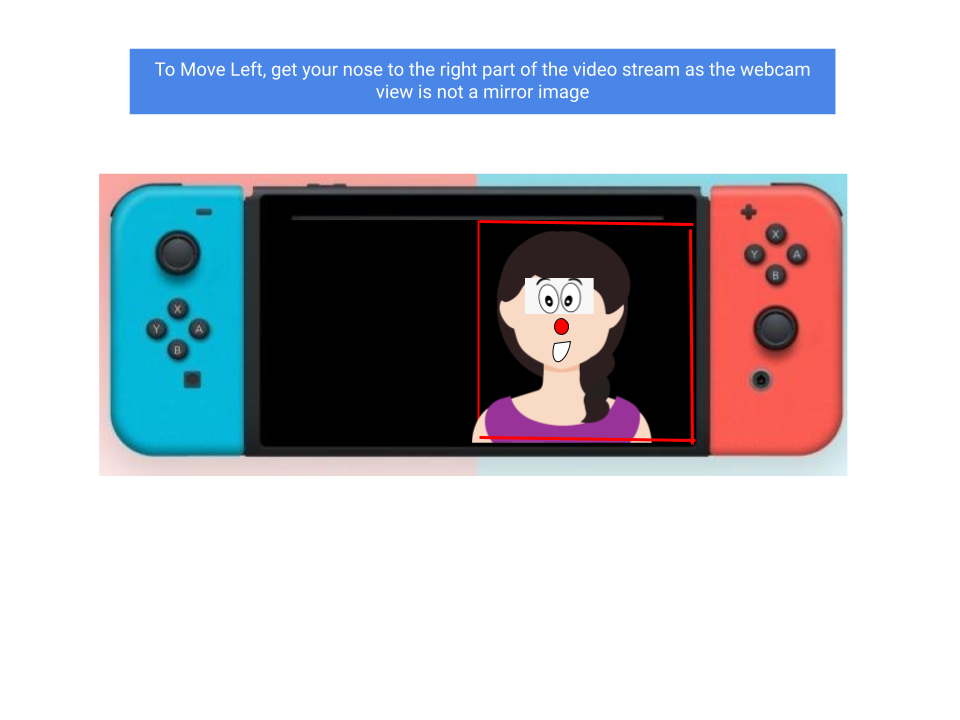 To Move Left, get your nose to the right part of the video stream as the webcam
view is not a mirror image
X
Y A
B
X
Y A
B